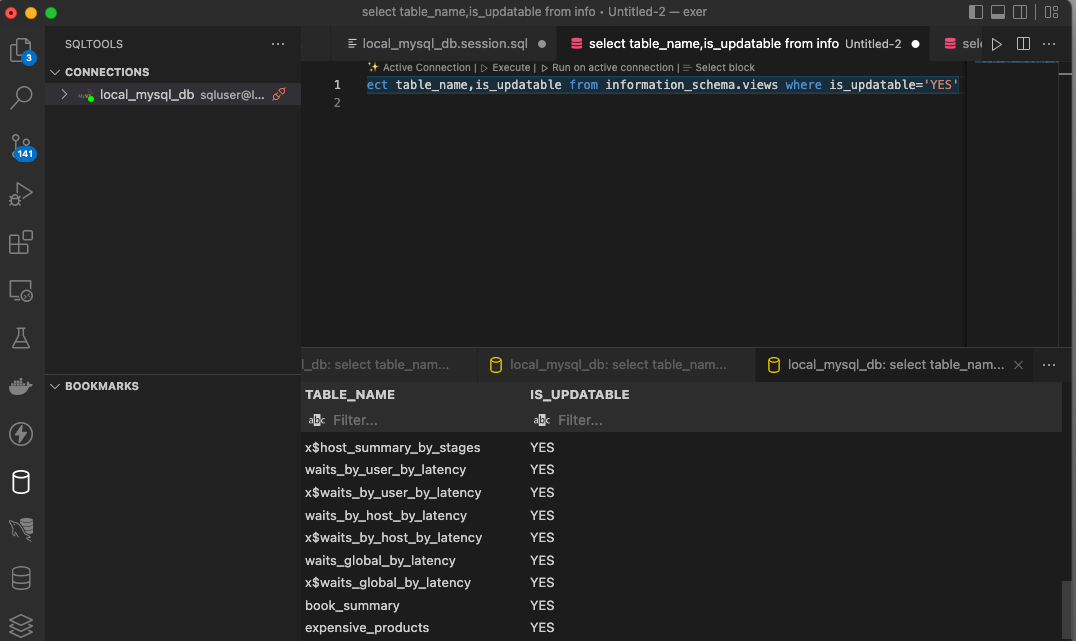 select table_name,is_updatable from info • Untitled-2 — exer
3
141
SQLTOOLS
CONNECTIONS
local_mysql_db sqluser@l...
BOOKMARKS
local_mysql_db.session.sql
select table_name,is_updatable from info Untitled-2
sel
Active Connection | ▷ Execute | ▷ Run on active connection | Select block
1 ect table_name,is_updatable from information_schema.views where is_updatable='YES'
2
l_db: select table_nam...
local_mysql_db: select table_nam...
local_mysql_db: select table_nam...
TABLE_NAME IS_UPDATABLE
abc Filter... abc Filter...
x$host_summary_by_stages YES
waits_by_user_by_latency YES
x$waits_by_user_by_latency YES
waits_by_host_by_latency YES
x$waits_by_host_by_latency YES
waits_global_by_latency YES
x$waits_global_by_latency YES
book_summary YES
expensive_products YES